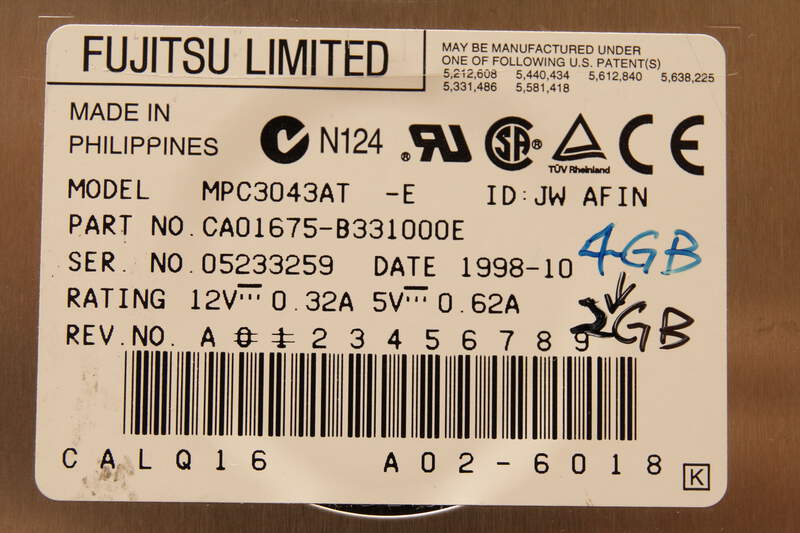 FUJITSU LIMITED
MAY BE MANUFACTURED UNDER
ONE OF FOLLOWING U.S. PATENT(S)
5,212,608 5,440,434 5,612,840 5,638,225
5,331,486 5,581,418
MADE IN
PHILIPPINES
N124 ® RU SA ® TÜV Rheinland CE
MODEL MPC3043AT -E ID:JW AFIN
PART NO. CA01675-B331000E
SER. NO. 05233259 DATE 1998-10 4GB
RATING 12V 0.32A 5V 0.62A
2GB
REV.NO. A 0 1 2 3 4 5 6 7 8 9
CALQ16 A02-6018 K